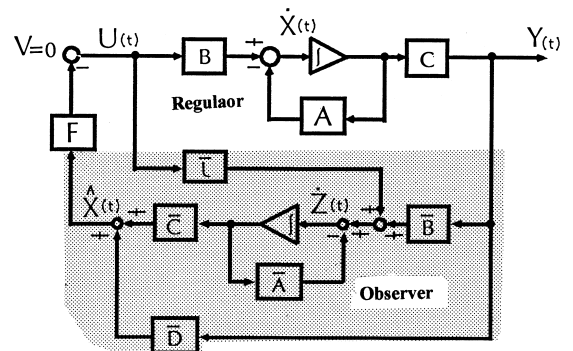 V=0
U(t)
B
+
−
Ẋ(t)
∫
C
Y(t)
Regulaor
A
−
F
L̅
X̂(t)
+
+
C̅
∫
Ż(t)
−
+
+
+
B̅
A̅
Observer
D̅